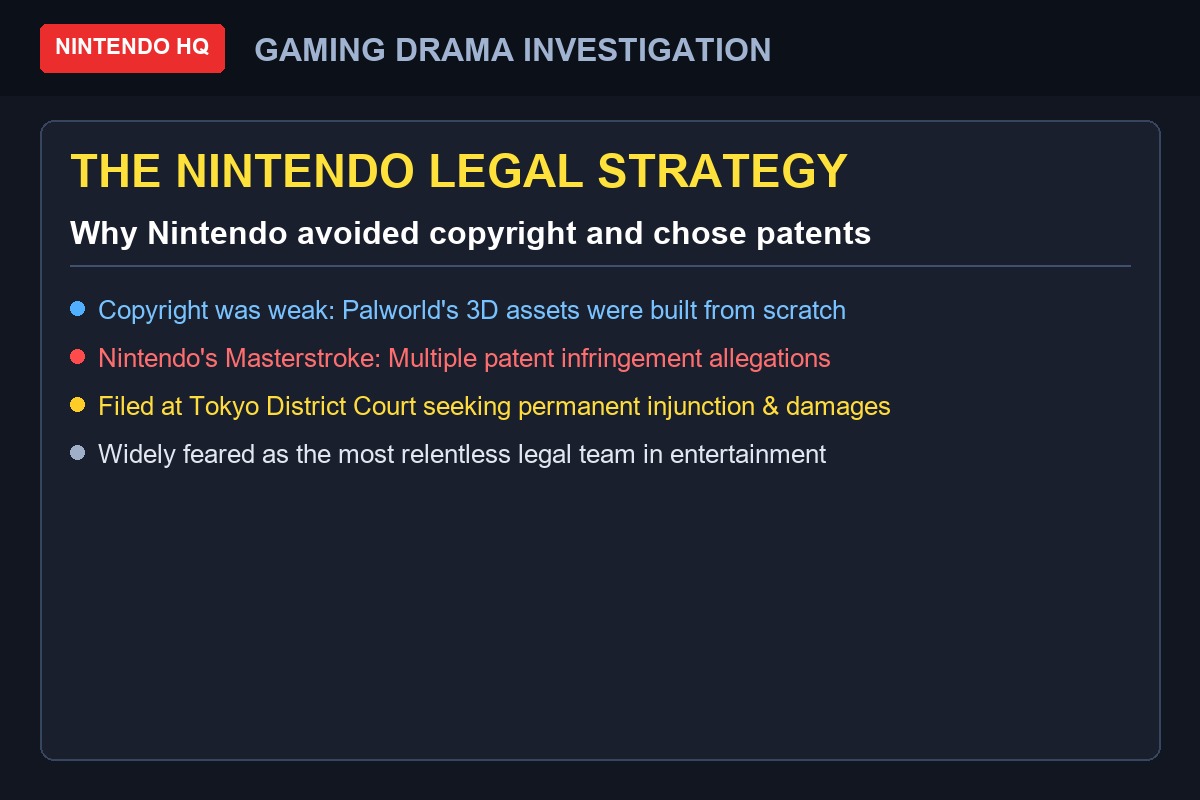 NINTENDO HQ
GAMING DRAMA INVESTIGATION
THE NINTENDO LEGAL STRATEGY
Why Nintendo avoided copyright and chose patents
Copyright was weak: Palworld's 3D assets were built from scratch
Nintendo's Masterstroke: Multiple patent infringement allegations
Filed at Tokyo District Court seeking permanent injunction & damages
Widely feared as the most relentless legal team in entertainment